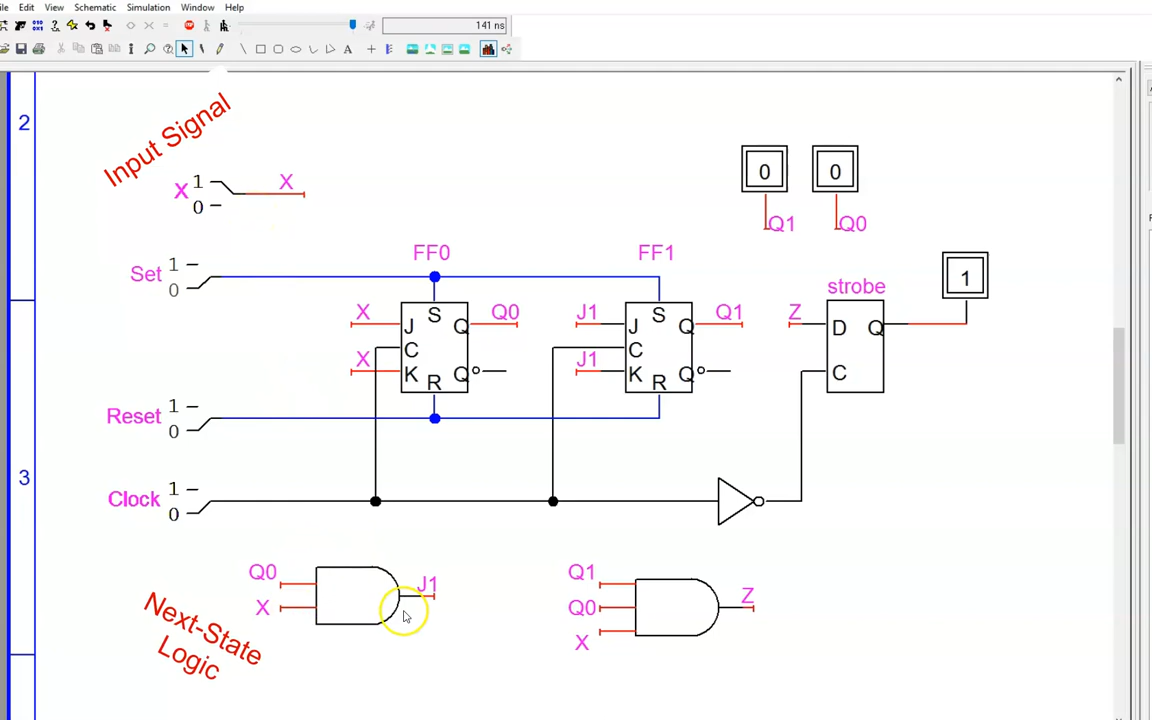 ile Edit View Schematic Simulation Window Help
141 ns
2
Input Signal
X 1 0 X
0 0
Q1 Q0
FF0 FF1
Set 1 0
1
strobe
X J S Q Q0 J1 J S Q Q1 Z D Q
X C K R Q J1 C K R Q C
Reset 1 0
3
Clock 1 0
Q0 J1 Q1
X Q0 Z
X
Next-State
Logic